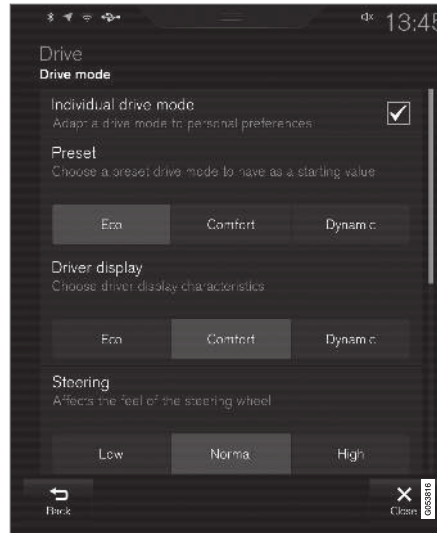 13:45
Drive
Drive mode
Individual drive mode
Adapt a drive mode to personal preferences
Preset
Choose a preset drive mode to have as a starting value
Eco Comfort Dynamic
Driver display
Choose driver display characteristics
Eco Comfort Dynamic
Steering
Affects the feel of the steering wheel
Low Normal High
Back Close
G053816